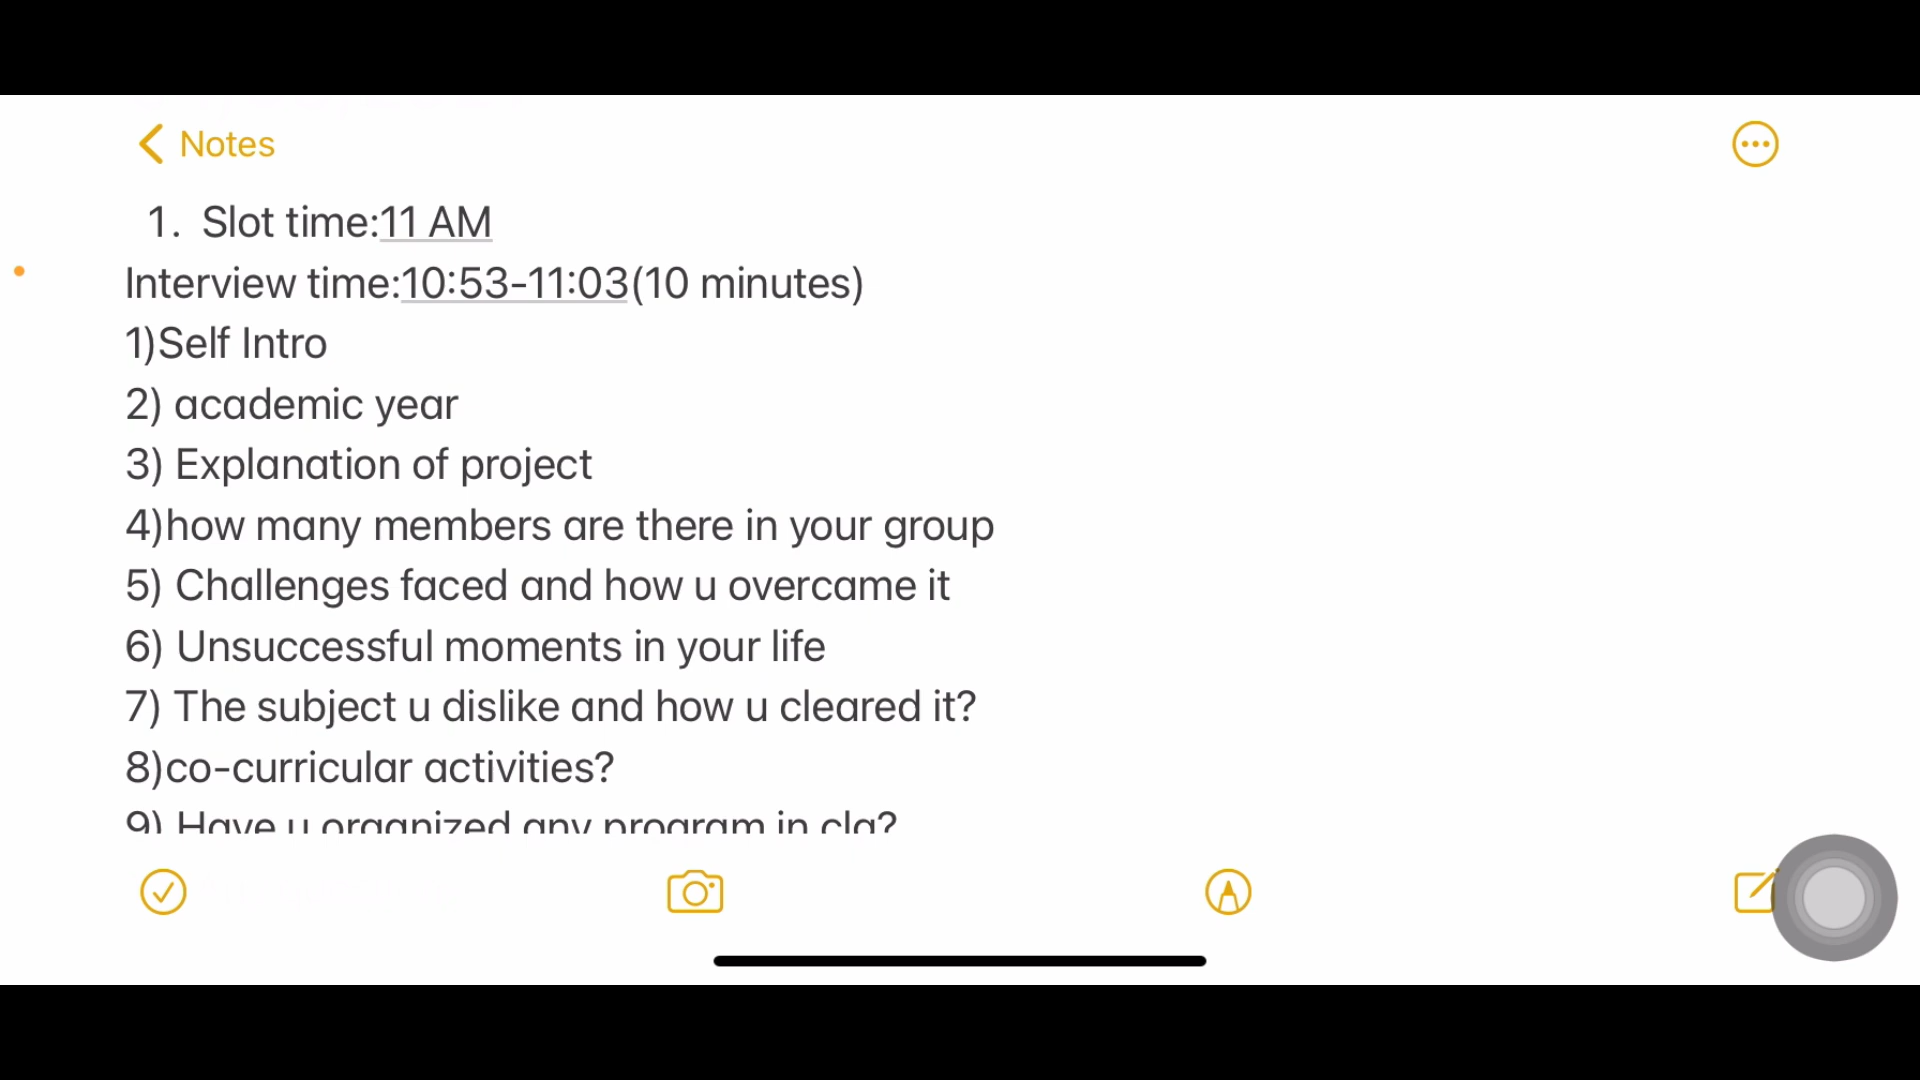 Notes
1. Slot time:11 AM
Interview time:10:53-11:03(10 minutes)
1)Self Intro
2) academic year
3) Explanation of project
4)how many members are there in your group
5) Challenges faced and how u overcame it
6) Unsuccessful moments in your life
7) The subject u dislike and how u cleared it?
8)co-curricular activities?
9) Have u organized any program in clg?